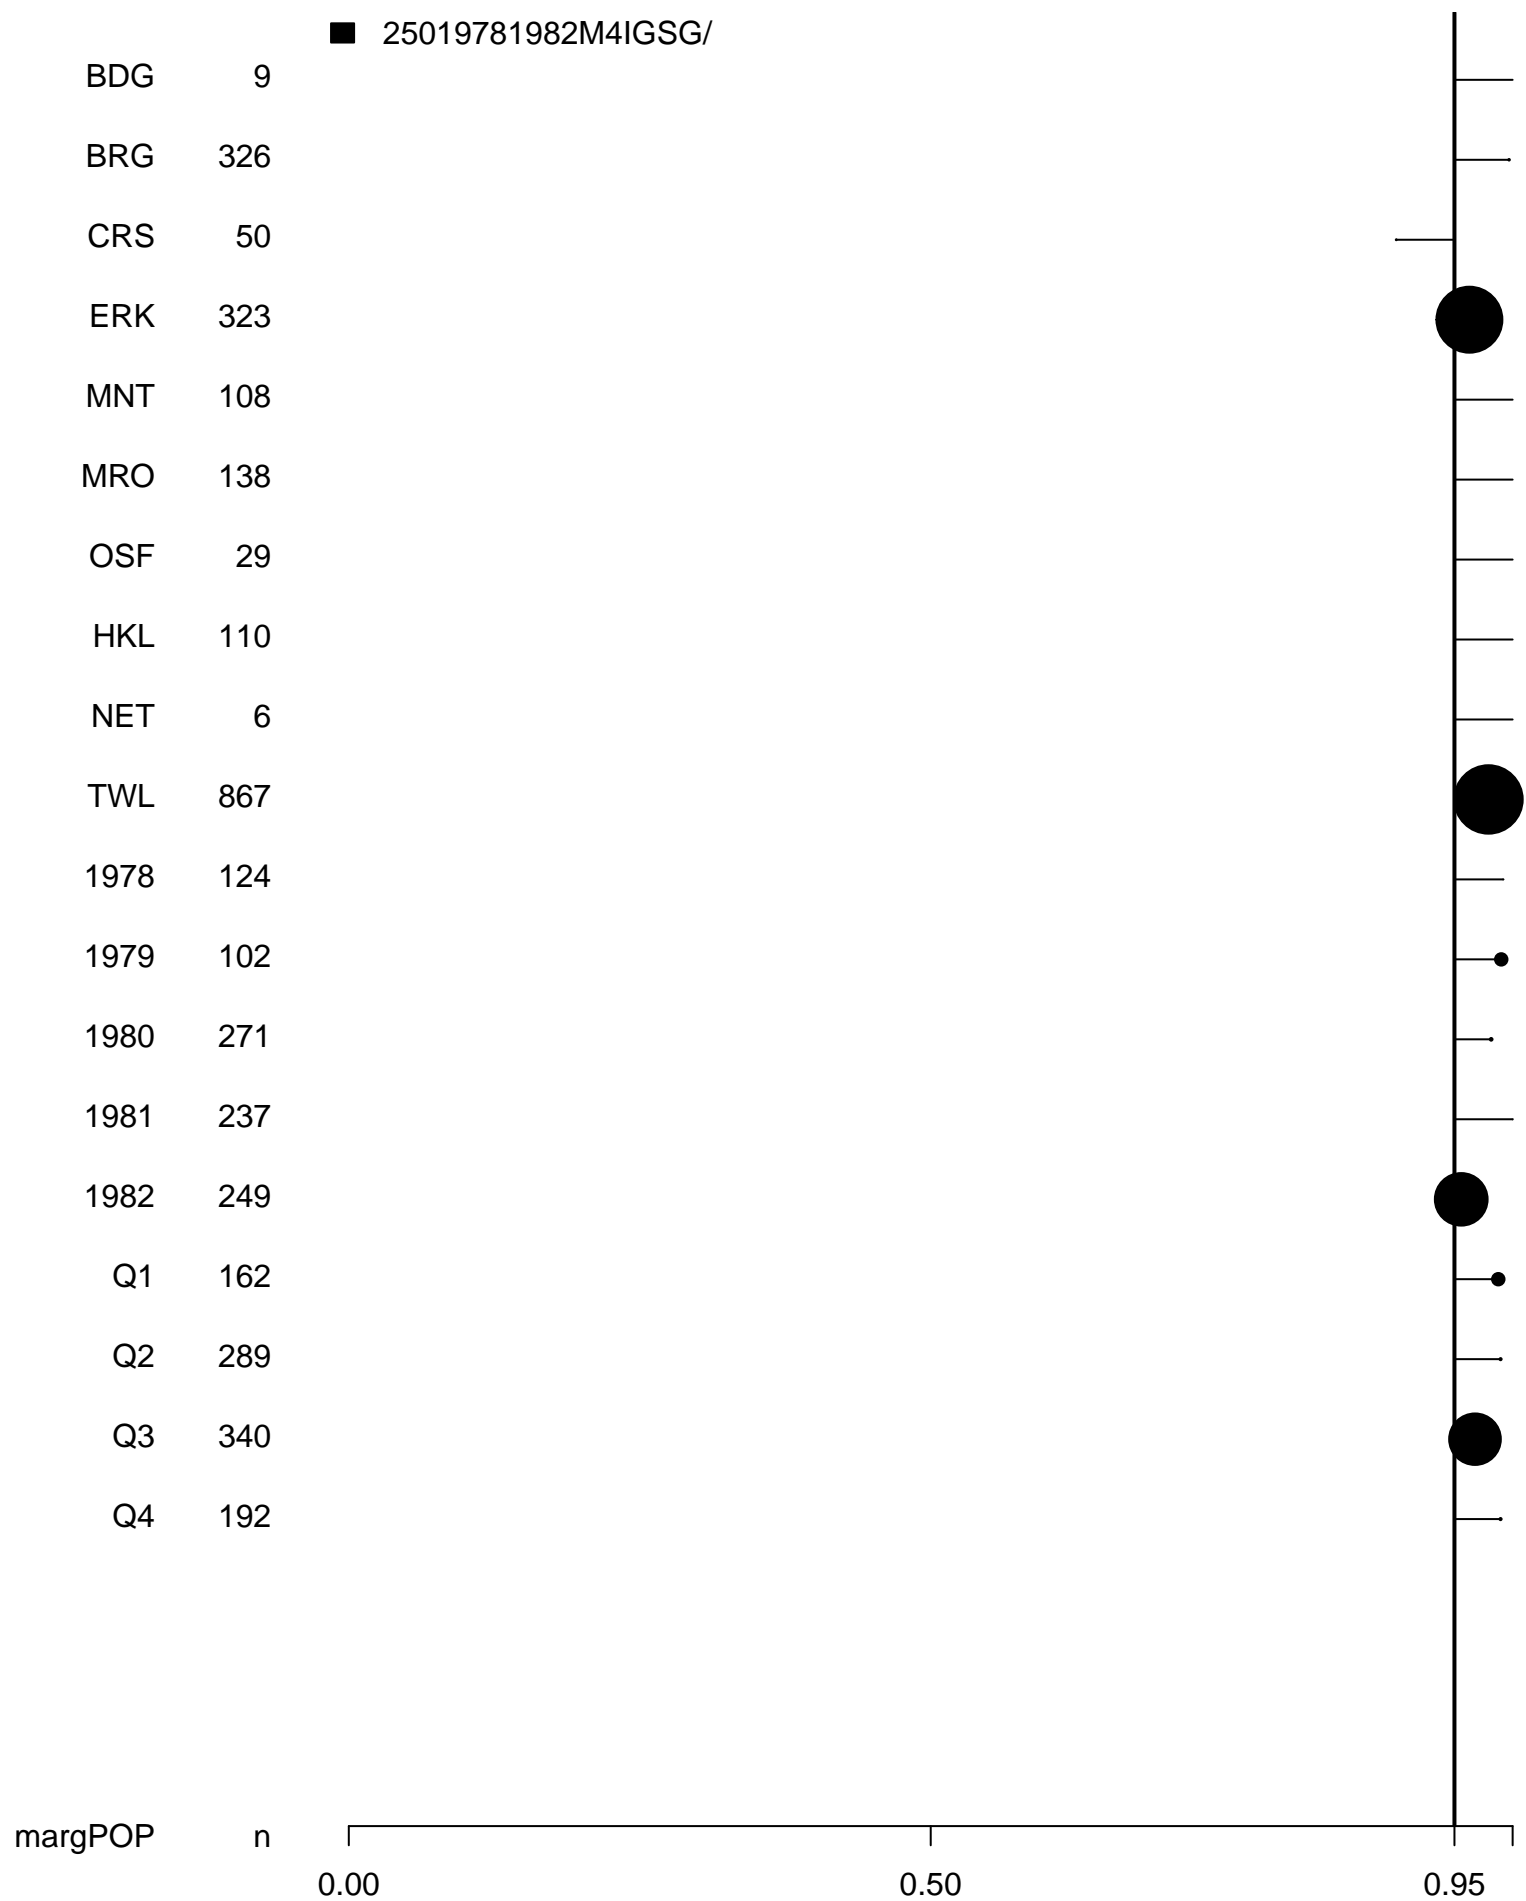 25019781982M4IGSG/
BDG 9
BRG 326
CRS 50
ERK 323
MNT 108
MRO 138
OSF 29
HKL 110
NET 6
TWL 867
1978 124
1979 102
1980 271
1981 237
1982 249
Q1 162
Q2 289
Q3 340
Q4 192
margPOP n
0.00 0.50 0.95